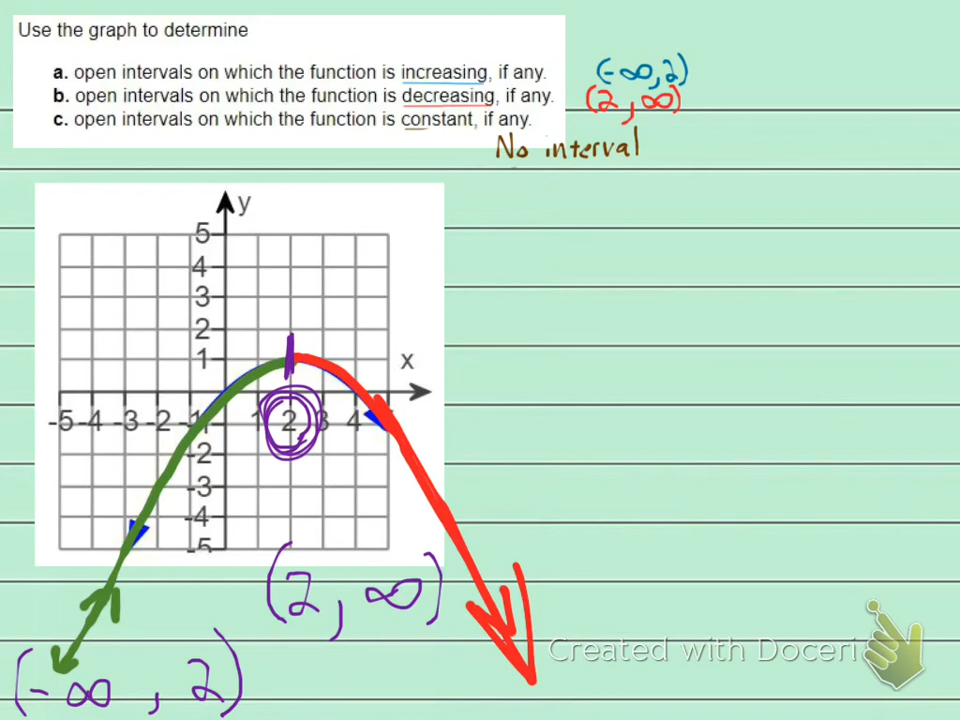 Use the graph to determine
a. open intervals on which the function is increasing, if any. (-∞,2)
b. open intervals on which the function is decreasing, if any. (2, ∞)
c. open intervals on which the function is constant, if any.
No interval
y
5
4
3
2
1
x
-5 -4 -3 -2 -1 1 2 3 4
-2
-3
-4
-5
(2, ∞)
Created with Doceri
(-∞, 2)